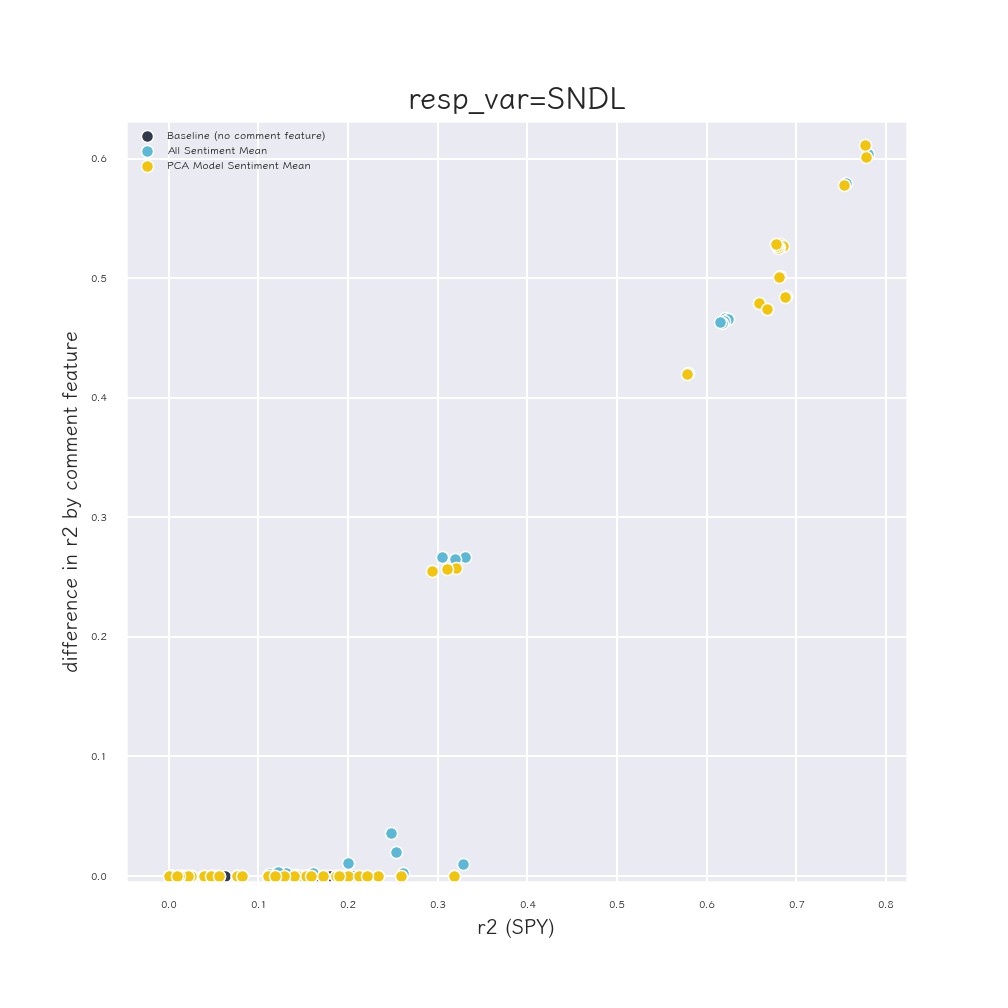 resp_var=SNDL
Baseline (no comment feature)
All Sentiment Mean
PCA Model Sentiment Mean
difference in r2 by comment feature
0.6
0.5
0.4
0.3
0.2
0.1
0.0
0.0 0.1 0.2 0.3 0.4 0.5 0.6 0.7 0.8
r2 (SPY)